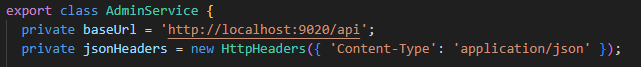 export class AdminService {
private baseUrl = 'http://localhost:9020/api';
private jsonHeaders = new HttpHeaders({ 'Content-Type': 'application/json' });